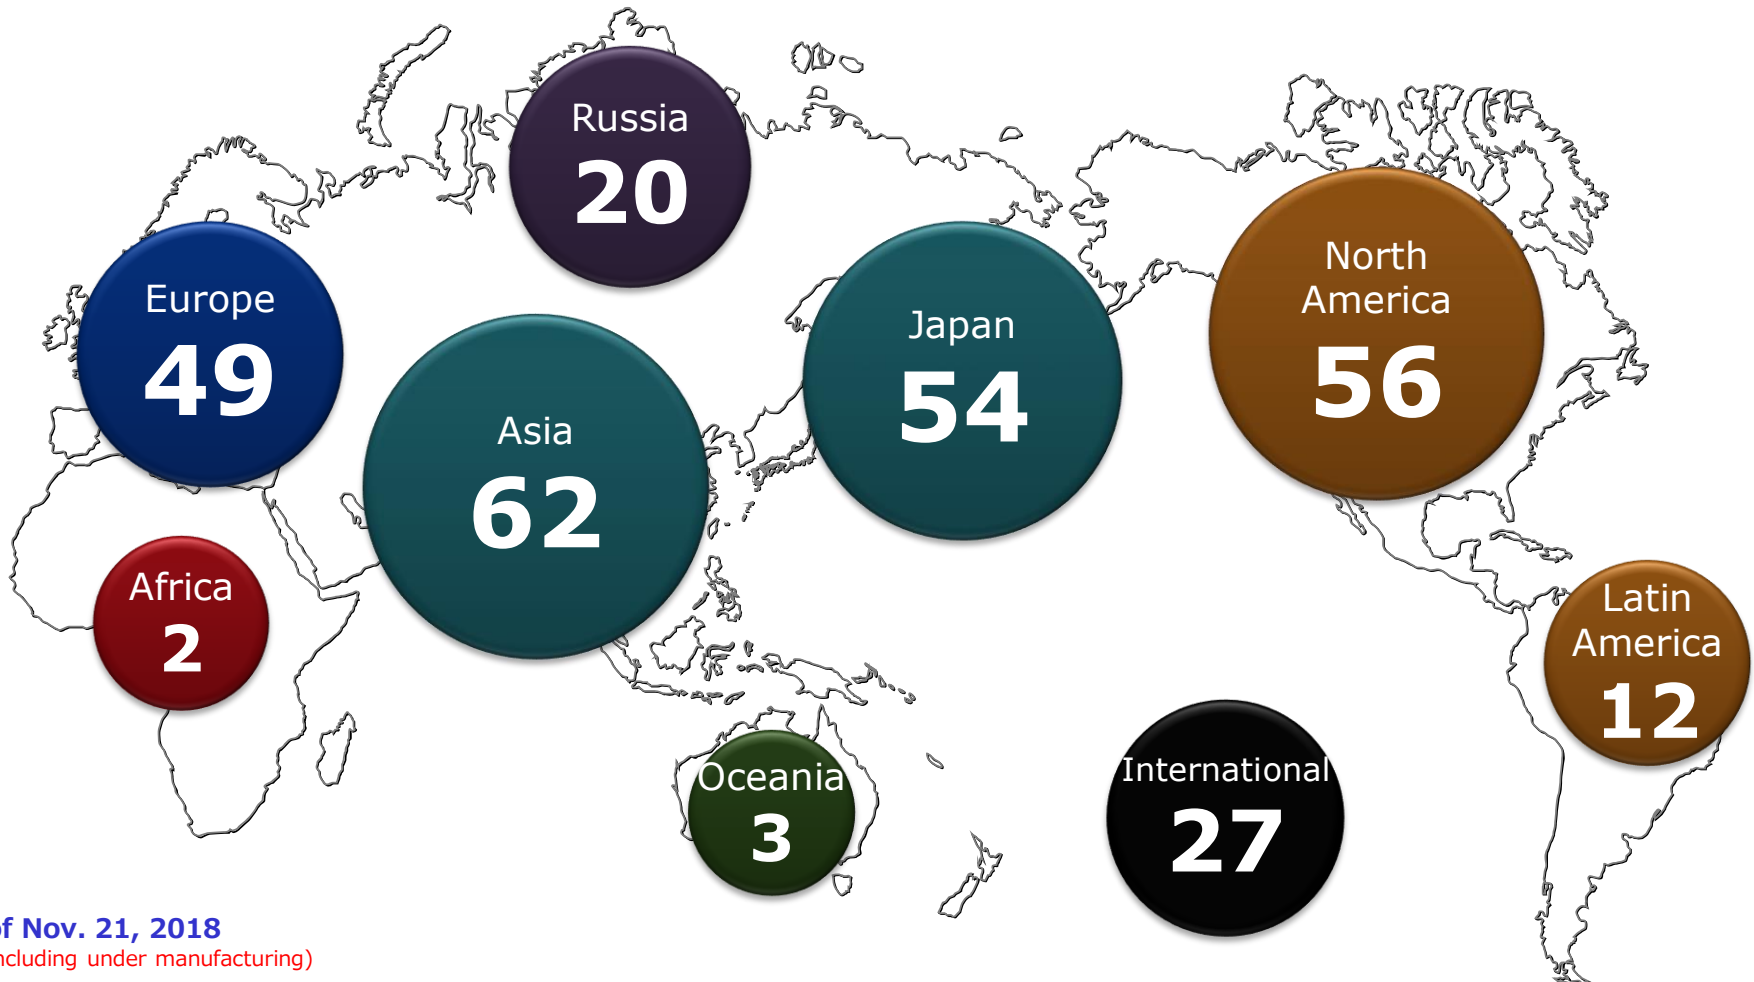 Russia
20
Europe
49
Asia
62
Japan
54
North
America
56
Africa
2
Latin
America
12
Oceania
3
International
27
of Nov. 21, 2018
ncluding under manufacturing)